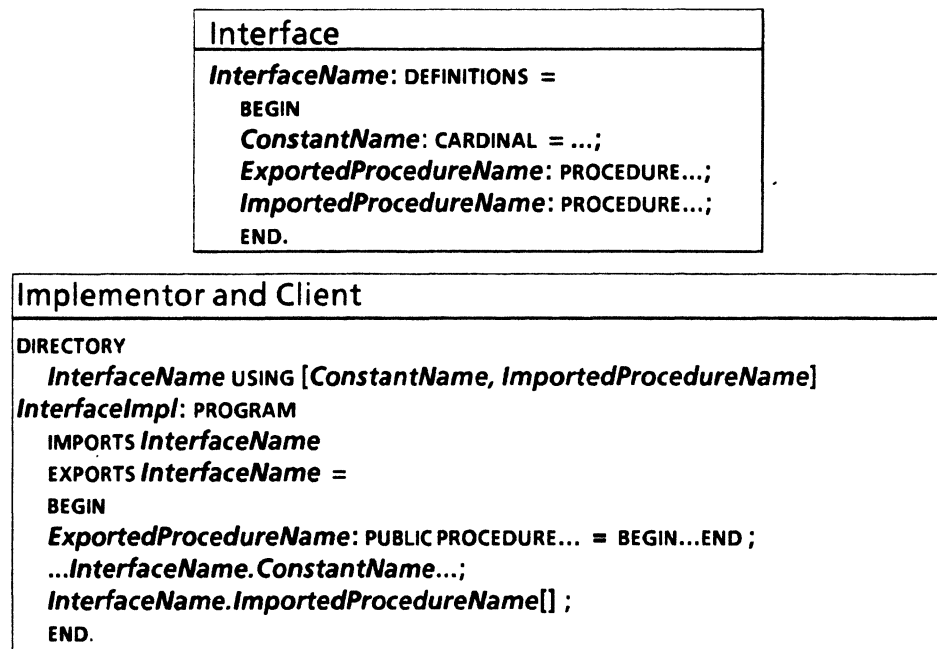 Interface
InterfaceName: DEFINITIONS =
BEGIN
ConstantName: CARDINAL = ...;
ExportedProcedureName: PROCEDURE...;
ImportedProcedureName: PROCEDURE...;
END.
Implementor and Client
DIRECTORY
InterfaceName USING [ConstantName, ImportedProcedureName]
InterfaceImpl: PROGRAM
IMPORTS InterfaceName
EXPORTS InterfaceName =
BEGIN
ExportedProcedureName: PUBLIC PROCEDURE... = BEGIN...END ;
...InterfaceName.ConstantName...;
InterfaceName.ImportedProcedureName[] ;
END.